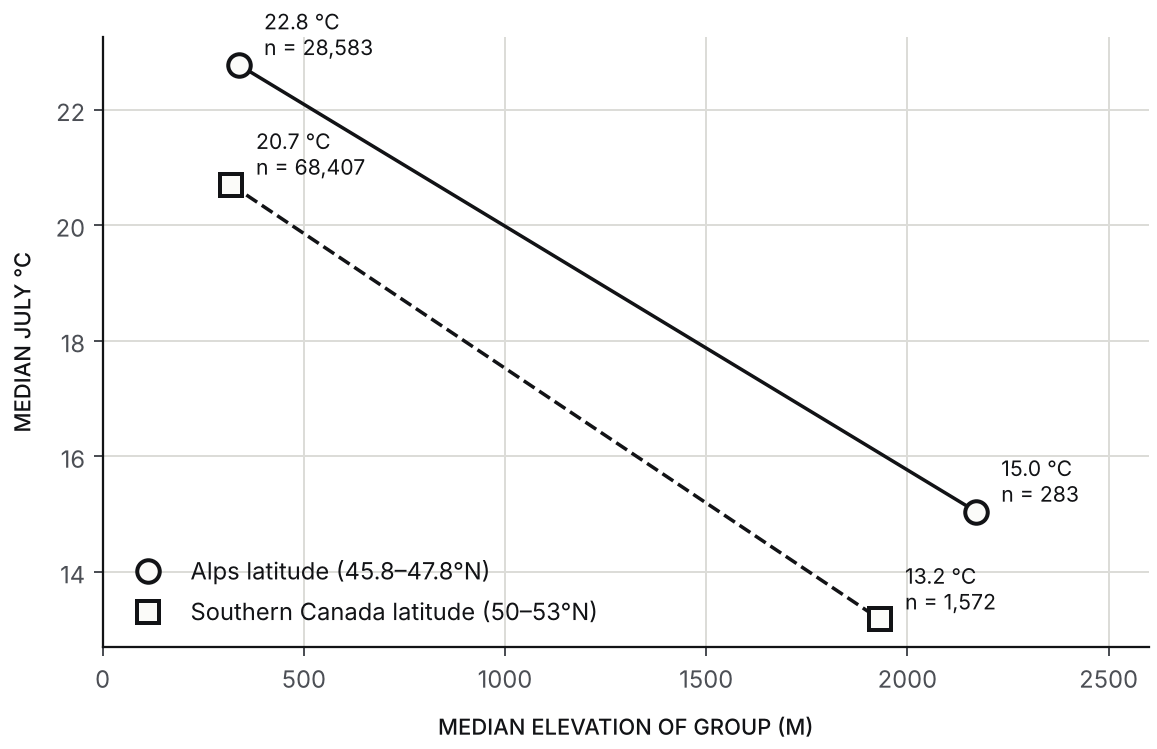 22.8 °C
n = 28,583
22
20.7 °C
n = 68,407
20
18
16
14
MEDIAN JULY °C
15.0 °C
n = 283
13.2 °C
n = 1,572
Alps latitude (45.8–47.8°N)
Southern Canada latitude (50–53°N)
0 500 1000 1500 2000 2500
MEDIAN ELEVATION OF GROUP (M)